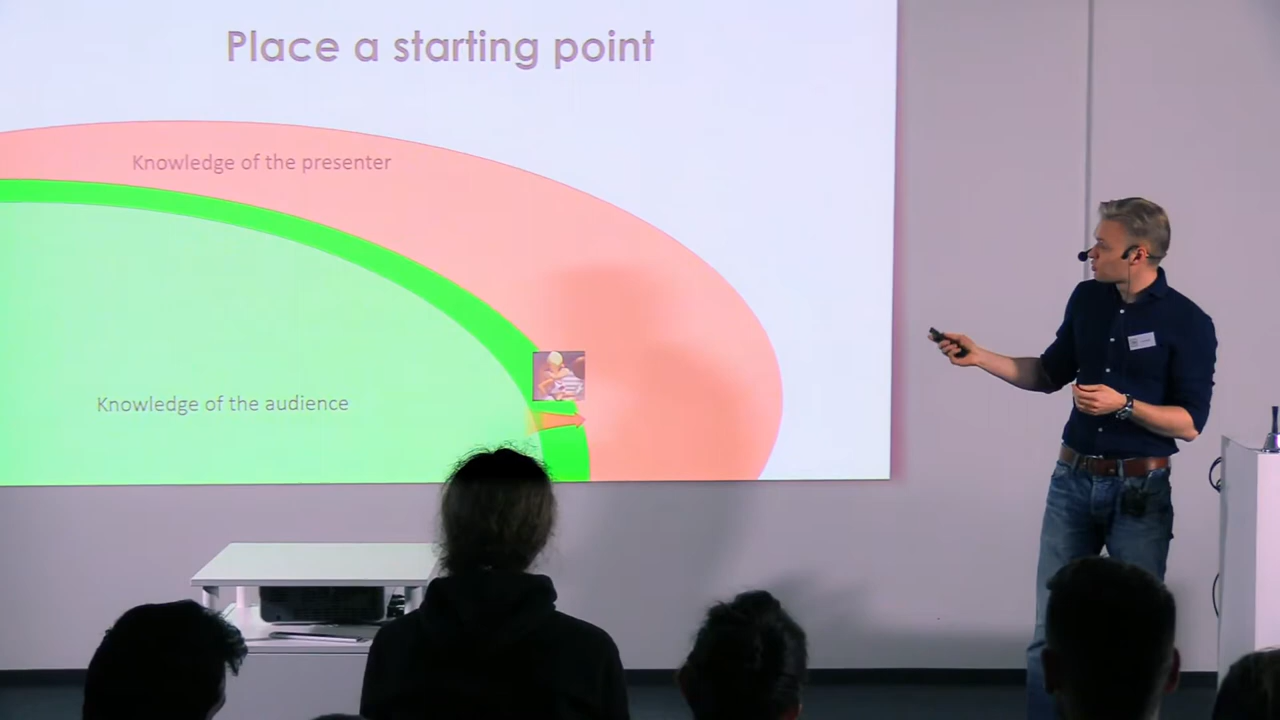 Place a starting point
Knowledge of the presenter
Knowledge of the audience